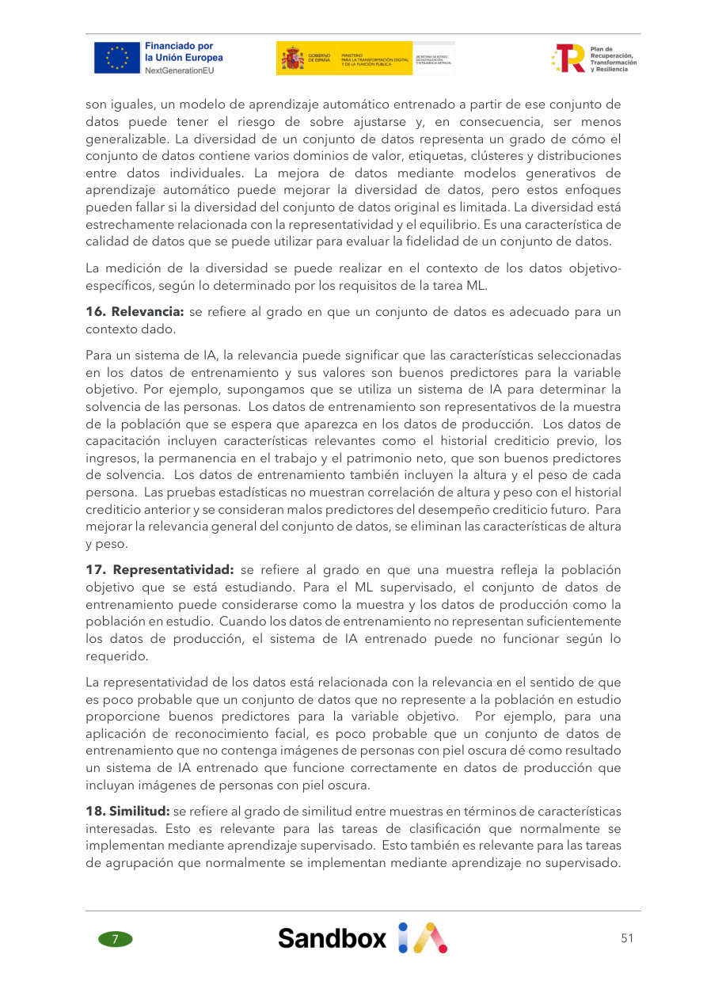 Financiado por
la Unión Europea
NextGenerationEU
GOBIERNO
DE ESPAÑA
MINISTERIO
PARA LA TRANSFORMACIÓN DIGITAL
Y DE LA FUNCIÓN PÚBLICA
SECRETARÍA DE ESTADO
DE DIGITALIZACIÓN
E INTELIGENCIA ARTIFICIAL
Plan de
Recuperación,
Transformación
y Resiliencia
son iguales, un modelo de aprendizaje automático entrenado a partir de ese conjunto de
datos puede tener el riesgo de sobre ajustarse y, en consecuencia, ser menos
generalizable. La diversidad de un conjunto de datos representa un grado de cómo el
conjunto de datos contiene varios dominios de valor, etiquetas, clústeres y distribuciones
entre datos individuales. La mejora de datos mediante modelos generativos de
aprendizaje automático puede mejorar la diversidad de datos, pero estos enfoques
pueden fallar si la diversidad del conjunto de datos original es limitada. La diversidad está
estrechamente relacionada con la representatividad y el equilibrio. Es una característica de
calidad de datos que se puede utilizar para evaluar la fidelidad de un conjunto de datos.
La medición de la diversidad se puede realizar en el contexto de los datos objetivo-
específicos, según lo determinado por los requisitos de la tarea ML.
16. Relevancia: se refiere al grado en que un conjunto de datos es adecuado para un
contexto dado.
Para un sistema de IA, la relevancia puede significar que las características seleccionadas
en los datos de entrenamiento y sus valores son buenos predictores para la variable
objetivo. Por ejemplo, supongamos que se utiliza un sistema de IA para determinar la
solvencia de las personas. Los datos de entrenamiento son representativos de la muestra
de la población que se espera que aparezca en los datos de producción. Los datos de
capacitación incluyen características relevantes como el historial crediticio previo, los
ingresos, la permanencia en el trabajo y el patrimonio neto, que son buenos predictores
de solvencia. Los datos de entrenamiento también incluyen la altura y el peso de cada
persona. Las pruebas estadísticas no muestran correlación de altura y peso con el historial
crediticio anterior y se consideran malos predictores del desempeño crediticio futuro. Para
mejorar la relevancia general del conjunto de datos, se eliminan las características de altura
y peso.
17. Representatividad: se refiere al grado en que una muestra refleja la población
objetivo que se está estudiando. Para el ML supervisado, el conjunto de datos de
entrenamiento puede considerarse como la muestra y los datos de producción como la
población en estudio. Cuando los datos de entrenamiento no representan suficientemente
los datos de producción, el sistema de IA entrenado puede no funcionar según lo
requerido.
La representatividad de los datos está relacionada con la relevancia en el sentido de que
es poco probable que un conjunto de datos que no represente a la población en estudio
proporcione buenos predictores para la variable objetivo. Por ejemplo, para una
aplicación de reconocimiento facial, es poco probable que un conjunto de datos de
entrenamiento que no contenga imágenes de personas con piel oscura dé como resultado
un sistema de IA entrenado que funcione correctamente en datos de producción que
incluyan imágenes de personas con piel oscura.
18. Similitud: se refiere al grado de similitud entre muestras en términos de características
interesadas. Esto es relevante para las tareas de clasificación que normalmente se
implementan mediante aprendizaje supervisado. Esto también es relevante para las tareas
de agrupación que normalmente se implementan mediante aprendizaje no supervisado.
7
Sandbox IA
51